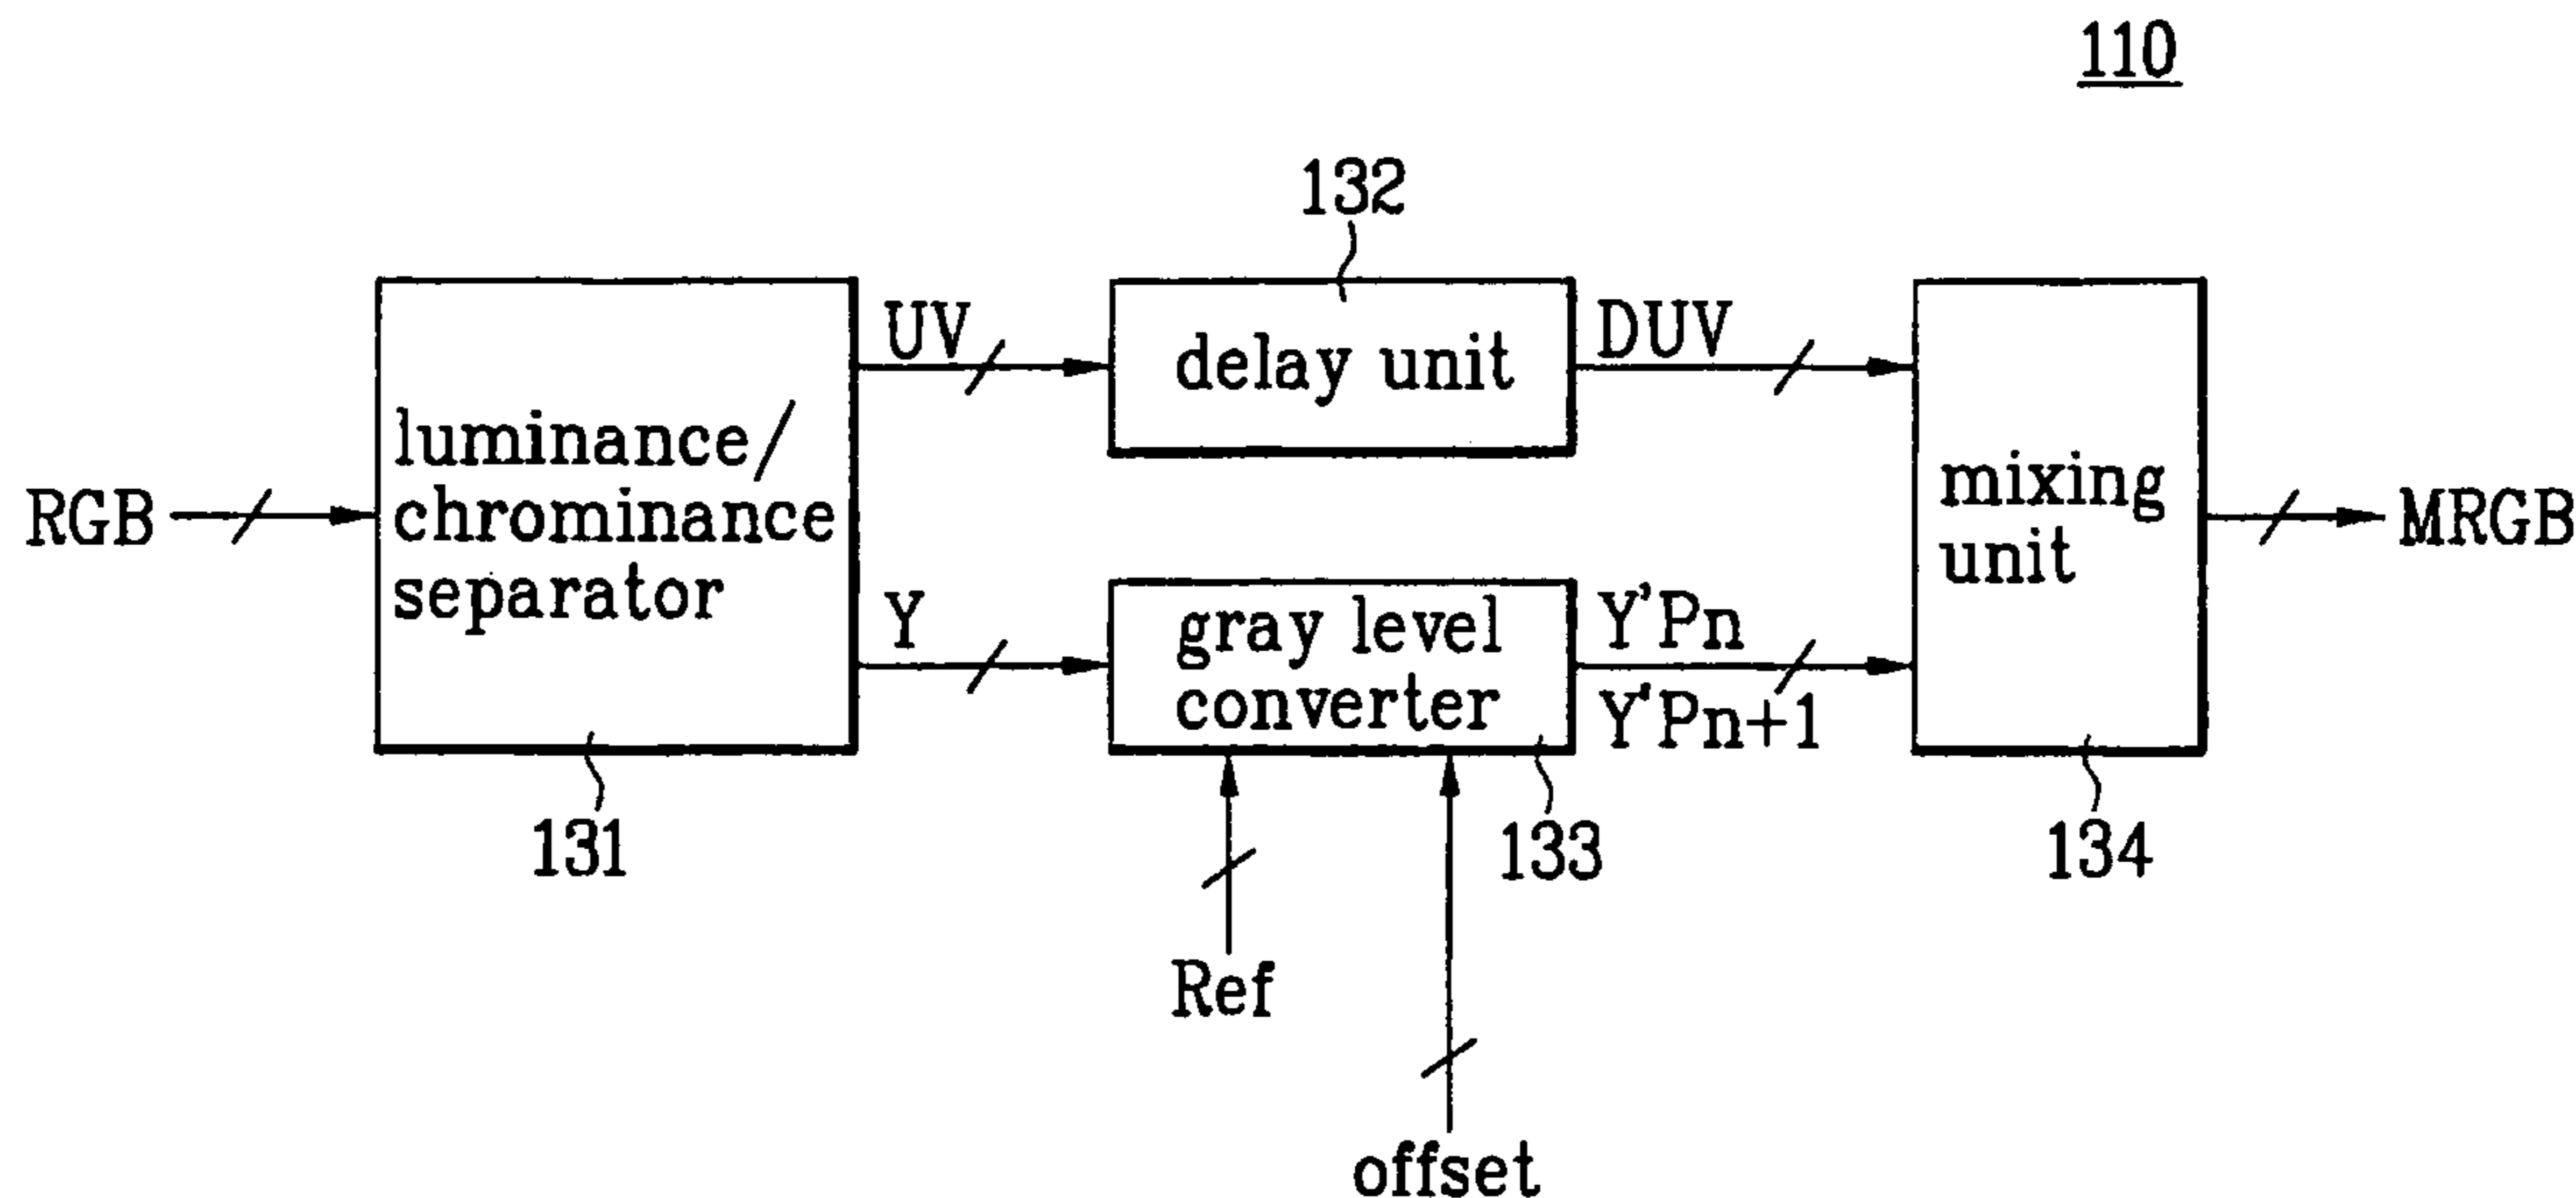 110
132
UV
delay unit
DUV
luminance/
chrominance
separator
RGB
mixing
unit
MRGB
Y
gray level
converter
Y'Pn
Y'Pn+1
131
133
134
Ref
offset